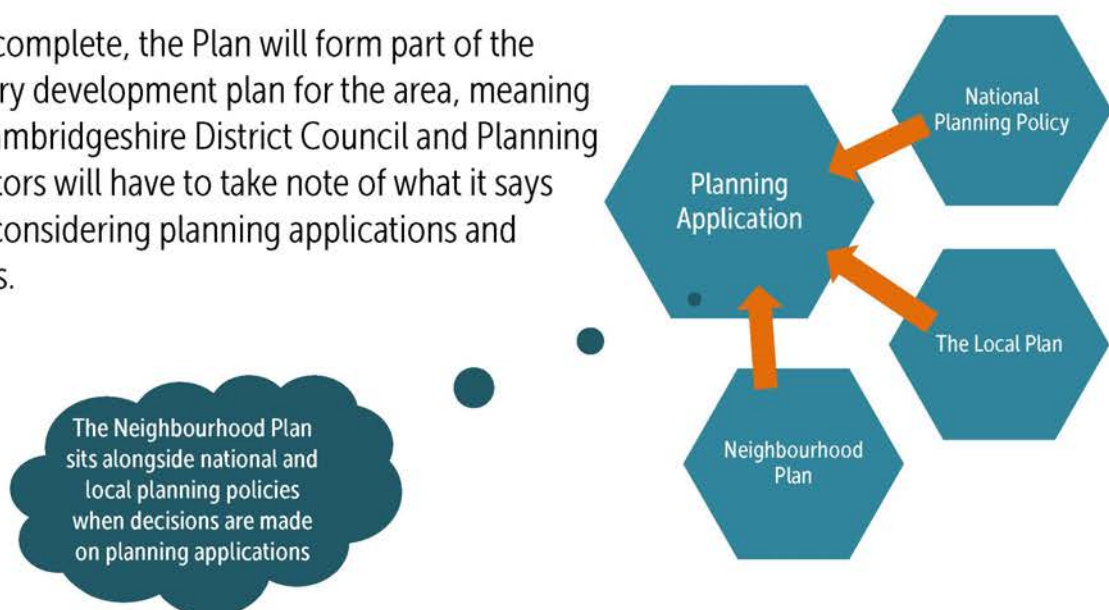 complete, the Plan will form part of the
ry development plan for the area, meaning
ambridgeshire District Council and Planning
tors will have to take note of what it says
considering planning applications and
s.
National
Planning Policy
Planning
Application
The Local Plan
Neighbourhood
Plan
The Neighbourhood Plan
sits alongside national and
local planning policies
when decisions are made
on planning applications